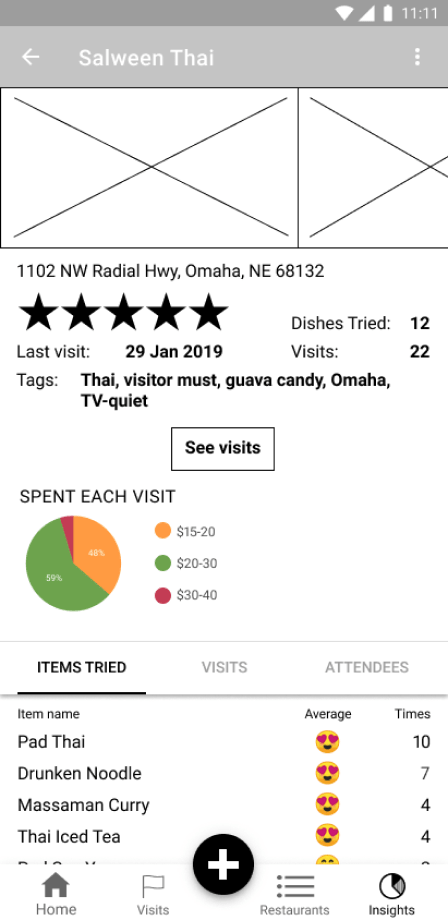 11:11
Salween Thai
1102 NW Radial Hwy, Omaha, NE 68132
Dishes Tried: 12
Last visit: 29 Jan 2019 Visits: 22
Tags: Thai, visitor must, guava candy, Omaha,
TV-quiet
See visits
SPENT EACH VISIT
48%
59%
$15-20
$20-30
$30-40
ITEMS TRIED VISITS ATTENDEES
Item name Average Times
Pad Thai 10
Drunken Noodle 7
Massaman Curry 4
Thai Iced Tea 4
Home Visits Restaurants Insights